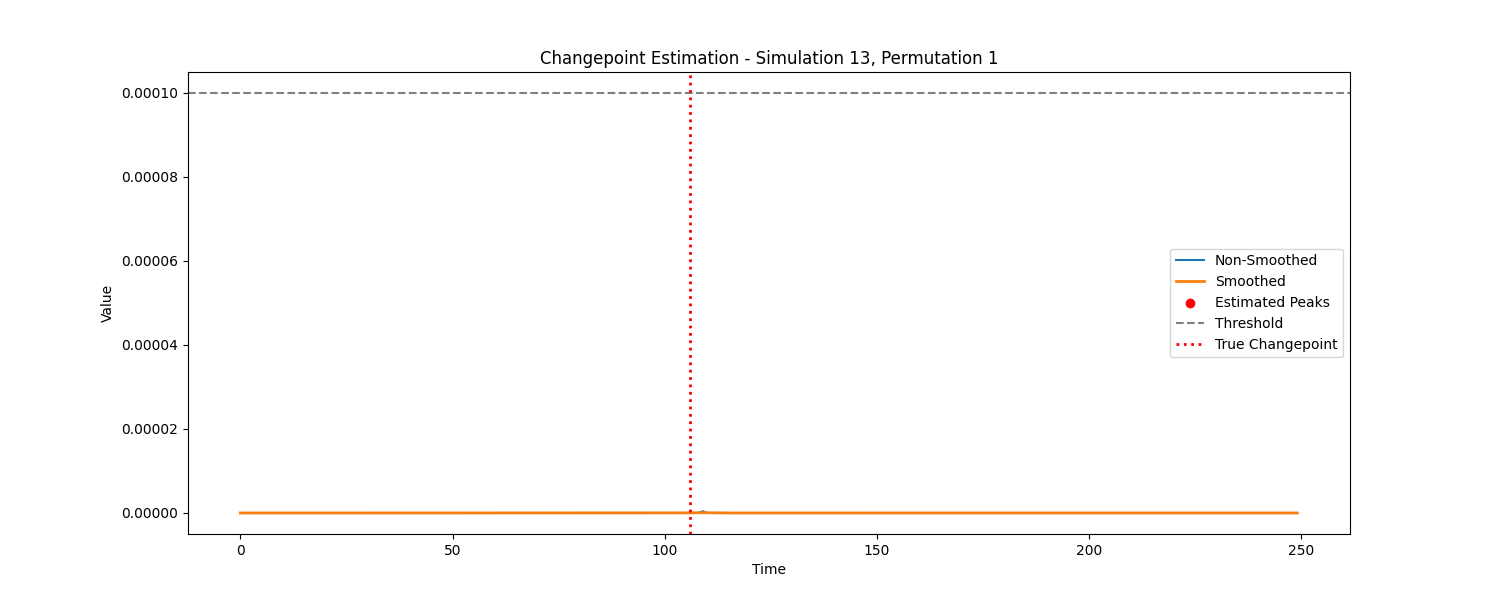 Changepoint Estimation - Simulation 13, Permutation 1
0.00010
0.00008
0.00006
0.00004
0.00002
0.00000
Value
Non-Smoothed
Smoothed
Estimated Peaks
Threshold
True Changepoint
0 50 100 150 200 250
Time